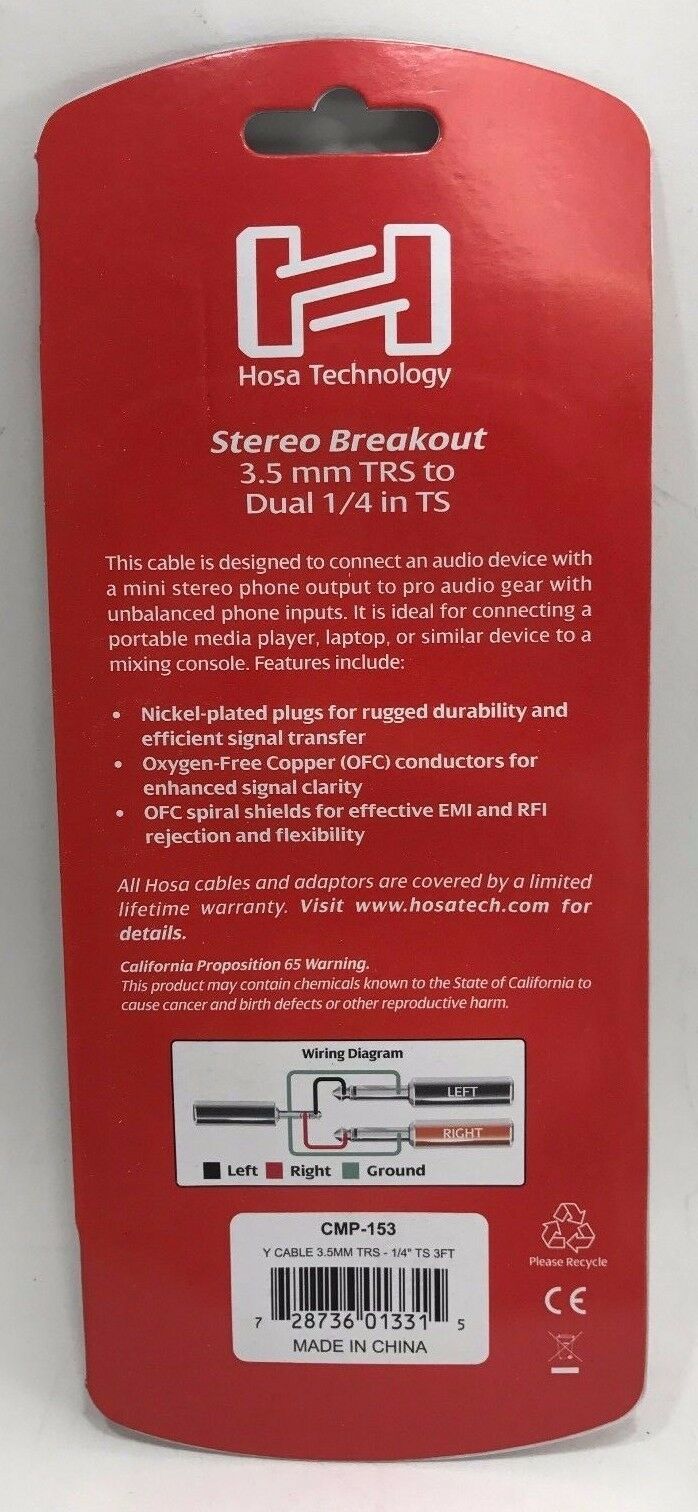 Hosa Technology
Stereo Breakout
3.5 mm TRS to
Dual 1/4 in TS
This cable is designed to connect an audio device with
a mini stereo phone output to pro audio gear with
unbalanced phone inputs. It is ideal for connecting a
portable media player, laptop, or similar device to a
mixing console. Features include:
• Nickel-plated plugs for rugged durability and
efficient signal transfer
• Oxygen-Free Copper (OFC) conductors for
enhanced signal clarity
• OFC spiral shields for effective EMI and RFI
rejection and flexibility
All Hosa cables and adaptors are covered by a limited
lifetime warranty. Visit www.hosatech.com for
details.
California Proposition 65 Warning.
This product may contain chemicals known to the State of California to
cause cancer and birth defects or other reproductive harm.
Wiring Diagram
LEFT
RIGHT
Left Right Ground
CMP-153
Y CABLE 3.5MM TRS - 1/4" TS 3FT
7 28736 01331 5
MADE IN CHINA
Please Recycle
CE